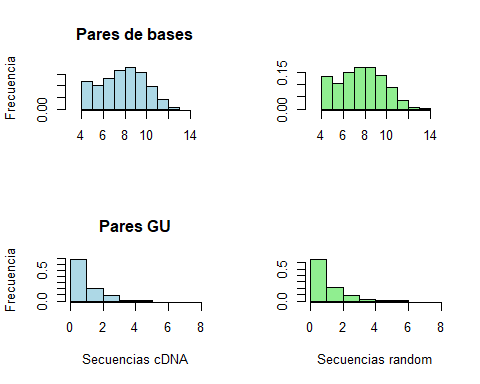 Pares de bases
Frecuencia
0.00
4 6 8 10 14
0.00 0.15
4 6 8 10 14
Pares GU
Frecuencia
0.0 0.5
0 2 4 6 8
Secuencias cDNA
0.0 0.5
0 2 4 6 8
Secuencias random